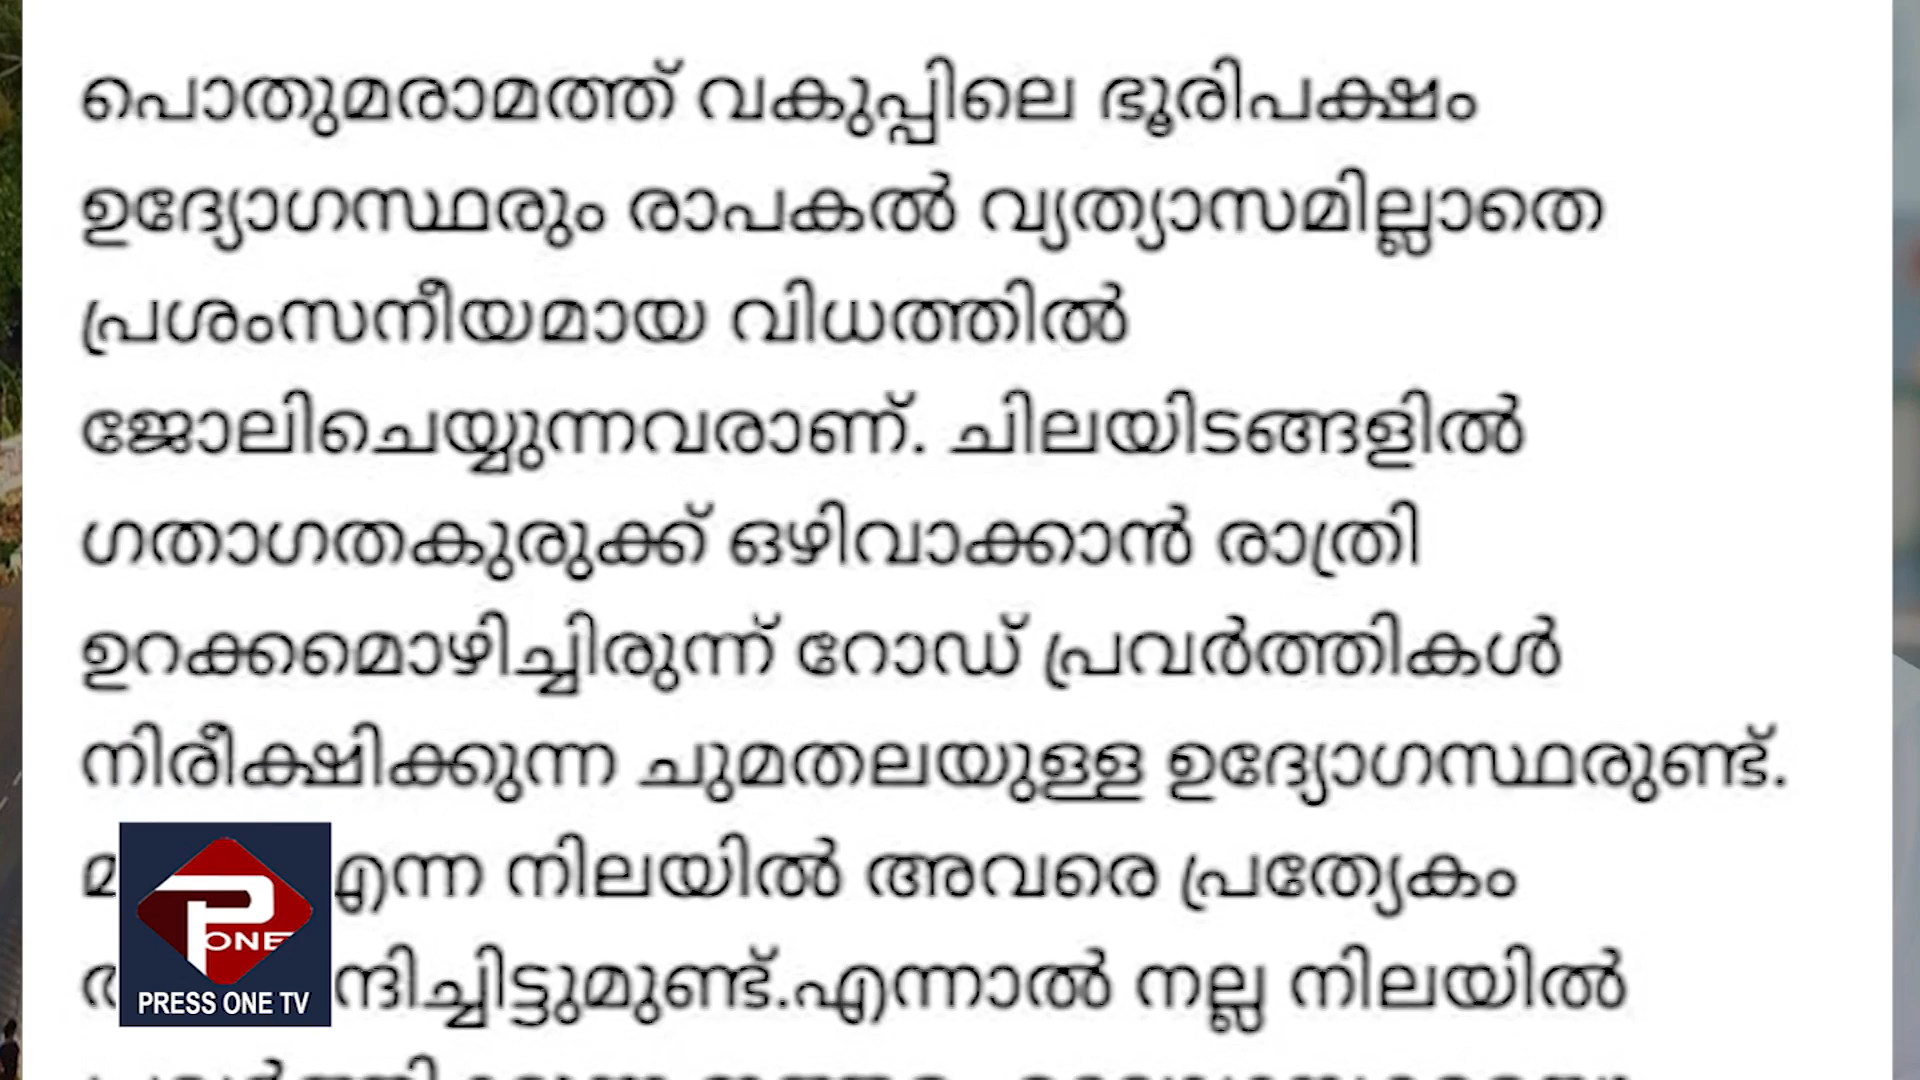 പൊതുമരാമത്ത് വകുപ്പിലെ ഭൂരിപക്ഷം
ഉദ്യോഗസ്ഥരും രാപകൽ വ്യത്യാസമില്ലാതെ
പ്രശംസനീയമായ വിധത്തിൽ
ജോലിചെയ്യുന്നവരാണ്. ചിലയിടങ്ങളിൽ
ഗതാഗതകുരുക്ക് ഒഴിവാക്കാൻ രാത്രി
ഉറക്കമൊഴിച്ചിരുന്ന് റോഡ് പ്രവർത്തികൾ
നിരീക്ഷിക്കുന്ന ചുമതലയുള്ള ഉദ്യോഗസ്ഥരുണ്ട്.
എന്ന നിലയിൽ അവരെ പ്രത്യേകം
എന്നാൽ നല്ല നിലയിൽ
P ONE
PRESS ONE TV